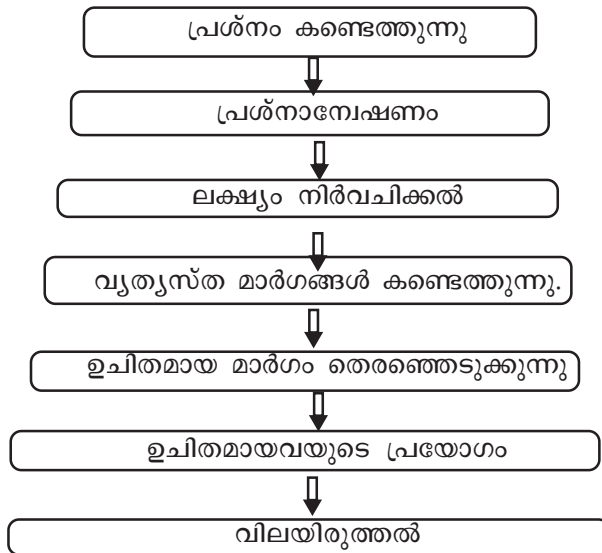 പ്രശ്നം കണ്ടെത്തുന്നു
പ്രശ്നാന്വേഷണം
ലക്ഷ്യം നിർവചിക്കൽ
വ്യത്യസ്ത മാർഗങ്ങൾ കണ്ടെത്തുന്നു.
ഉചിതമായ മാർഗം തെരഞ്ഞെടുക്കുന്നു
ഉചിതമായവയുടെ പ്രയോഗം
വിലയിരുത്തൽ